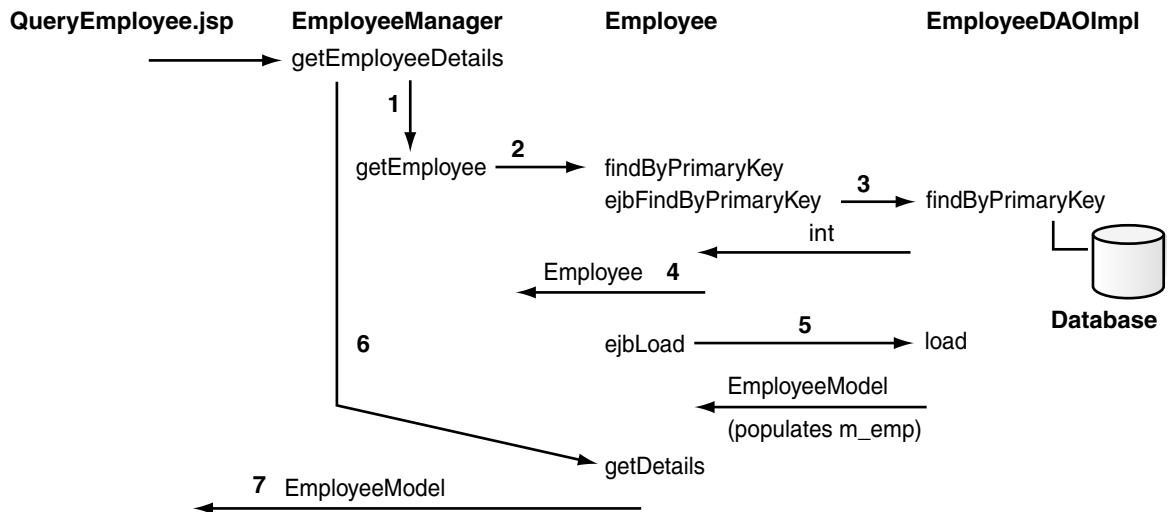 QueryEmployee.jsp EmployeeManager Employee EmployeeDAOImpl
getEmployeeDetails
1
getEmployee 2 findByPrimaryKey
ejbFindByPrimaryKey 3 findByPrimaryKey
int
Employee 4
Database
6 ejbLoad 5 load
EmployeeModel
(populates m_emp)
getDetails
7 EmployeeModel